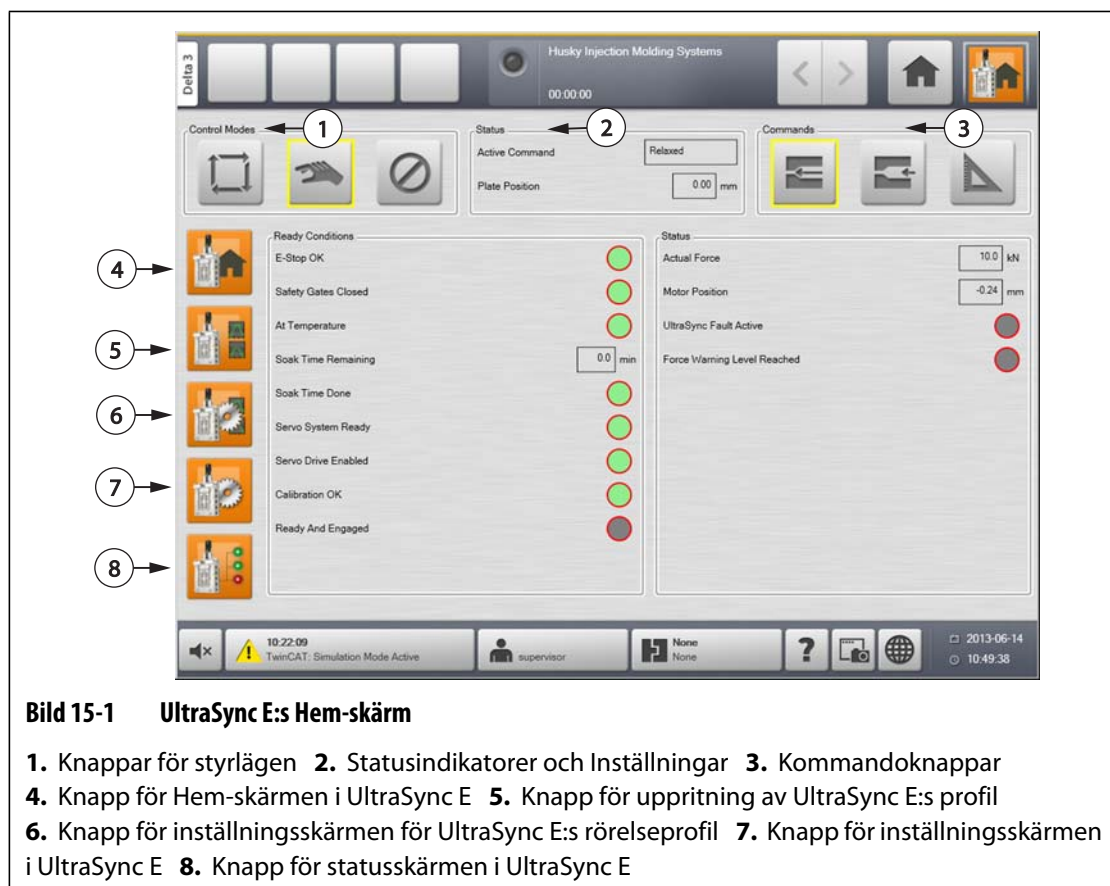 Delta 3
Husky Injection Molding Systems
00:00:00
Control Modes
1
Status
2
Commands
3
Active Command
Relaxed
Plate Position
0.00 mm
4
5
6
7
8
Ready Conditions
E-Stop OK
Safety Gates Closed
At Temperature
Soak Time Remaining
0.0 min
Soak Time Done
Servo System Ready
Servo Drive Enabled
Calibration OK
Ready And Engaged
Status
Actual Force
10.0 kN
Motor Position
-0.24 mm
UltraSync Fault Active
Force Warning Level Reached
10:22:09
TwinCAT: Simulation Mode Active
supervisor
None
None
?
2013-06-14
10:49:38
Bild 15-1 UltraSync E:s Hem-skärm
1. Knappar för styrlägen 2. Statusindikatorer och Inställningar 3. Kommandoknappar
4. Knapp för Hem-skärmen i UltraSync E 5. Knapp för uppritning av UltraSync E:s profil
6. Knapp för inställningsskärmen för UltraSync E:s rörelseprofil 7. Knapp för inställningsskärmen
i UltraSync E 8. Knapp för statusskärmen i UltraSync E